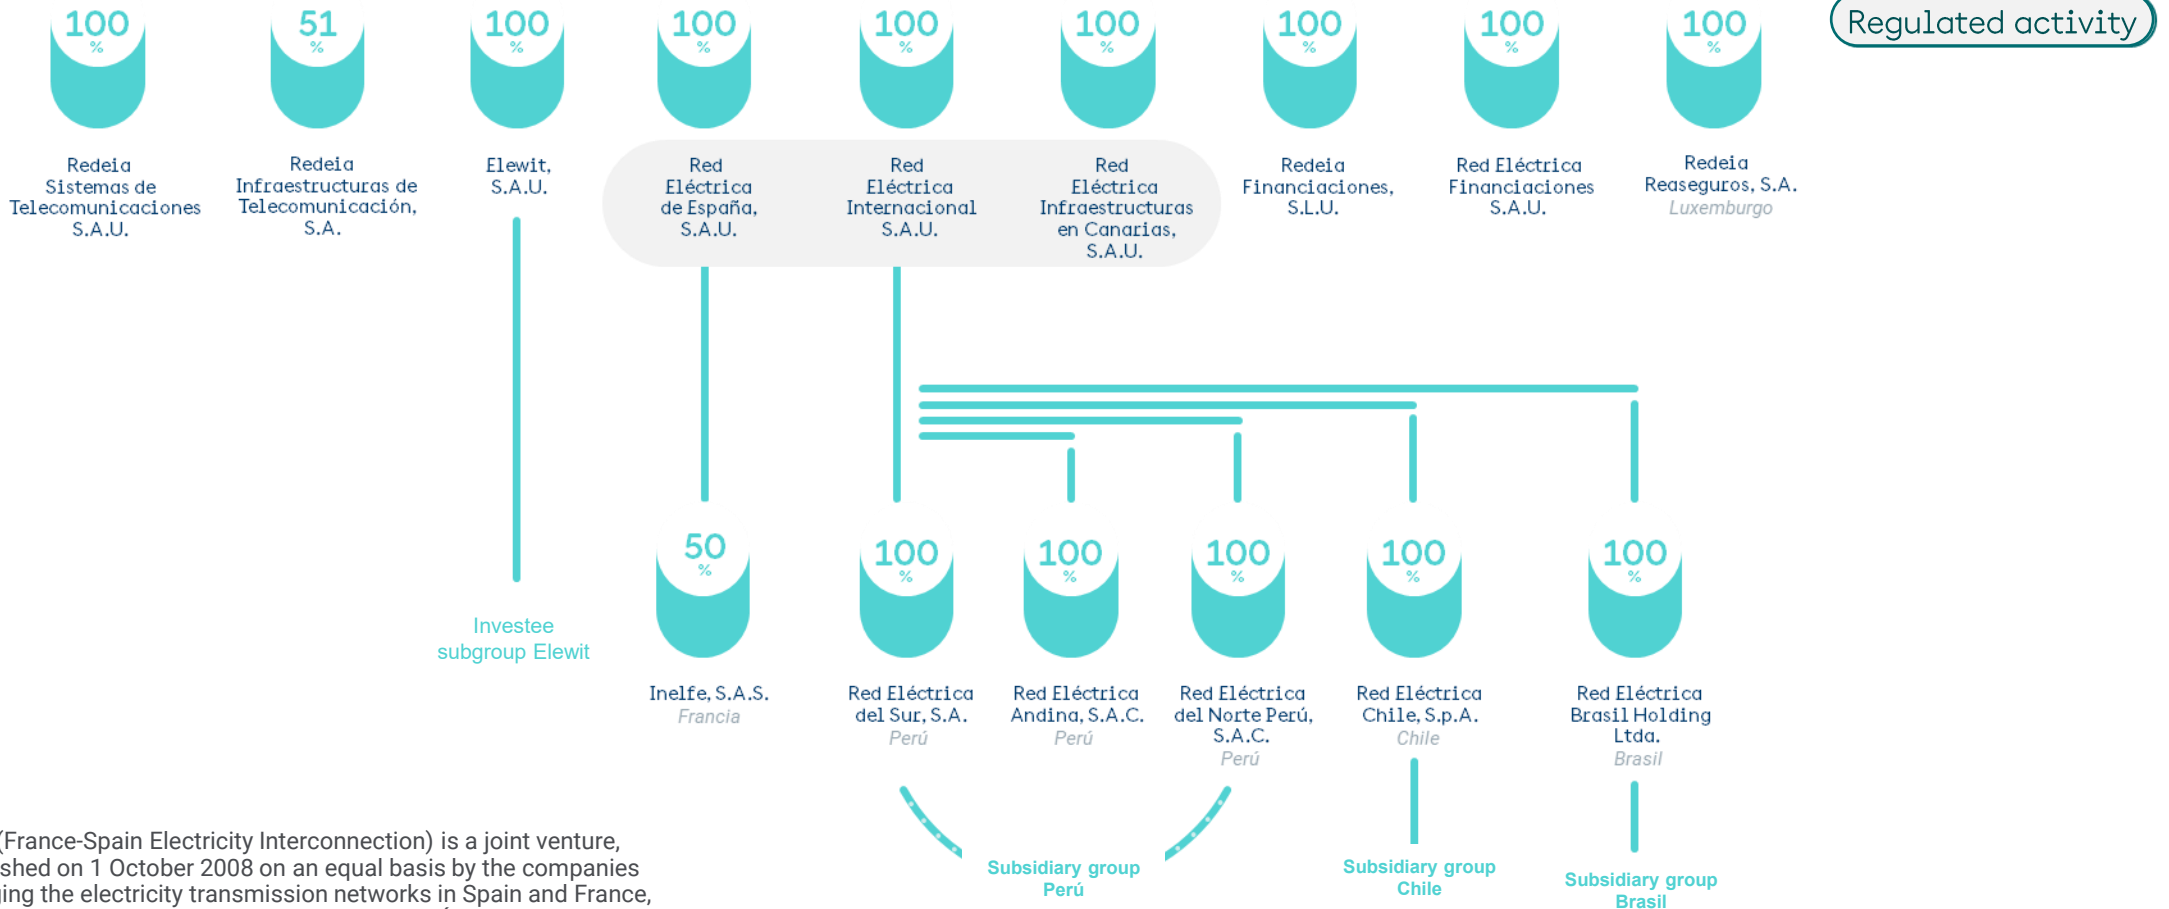 100
%
51
%
100
%
100
%
100
%
100
%
100
%
100
%
100
%
Regulated activity
Redeia
Sistemas de
Telecomunicaciones
S.A.U.
Redeia
Infraestructuras de
Telecomunicación,
S.A.
Elewit,
S.A.U.
Red
Eléctrica
de España,
S.A.U.
Red
Eléctrica
Internacional
S.A.U.
Red
Eléctrica
Infraestructuras
en Canarias,
S.A.U.
Redeia
Financiaciones,
S.L.U.
Red Eléctrica
Financiaciones
S.A.U.
Redeia
Reaseguros, S.A.
Luxemburgo
50
%
100
%
100
%
100
%
100
%
100
%
Investee
subgroup Elewit
Inelfe, S.A.S.
Francia
Red Eléctrica
del Sur, S.A.
Perú
Red Eléctrica
Andina, S.A.C.
Perú
Red Eléctrica
del Norte Perú,
S.A.C.
Perú
Red Eléctrica
Chile, S.p.A.
Chile
Red Eléctrica
Brasil Holding
Ltda.
Brasil
Subsidiary group
Perú
Subsidiary group
Chile
Subsidiary group
Brasil
(France-Spain Electricity Interconnection) is a joint venture,
shed on 1 October 2008 on an equal basis by the companies
ging the electricity transmission networks in Spain and France,